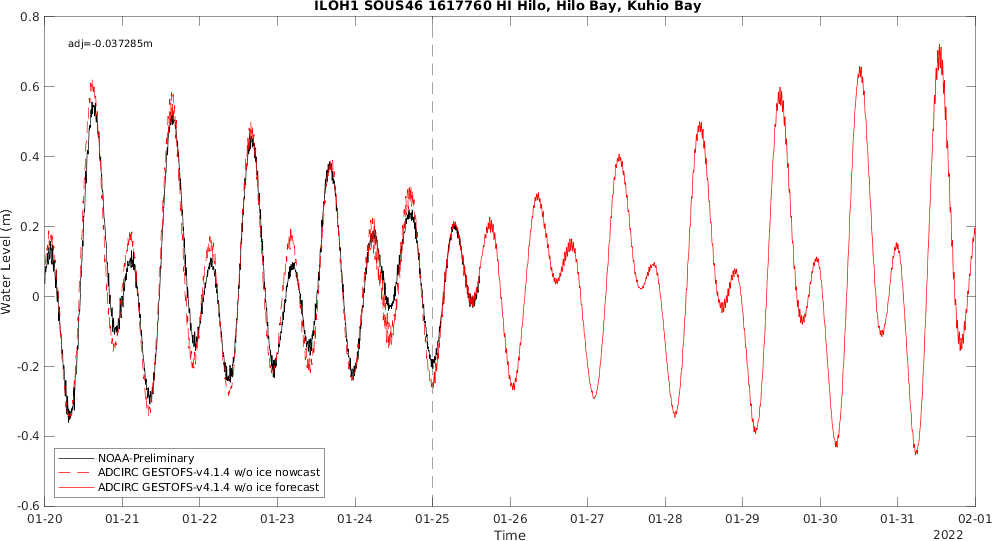 ILOH1 SOUS46 1617760 HI Hilo, Hilo Bay, Kuhio Bay
adj=-0.037285m
0.8
0.6
0.4
0.2
0
-0.2
-0.4
-0.6
Water Level (m)
NOAA-Preliminary
ADCIRC GESTOFS-v4.1.4 w/o ice nowcast
ADCIRC GESTOFS-v4.1.4 w/o ice forecast
01-20 01-21 01-22 01-23 01-24 01-25 01-26 01-27 01-28 01-29 01-30 01-31 02-01
Time
2022